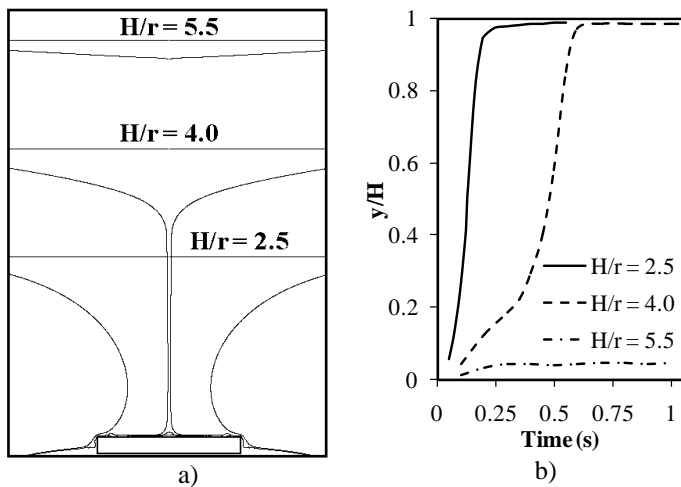 H/r = 5.5
H/r = 4.0
H/r = 2.5
a)
y/H
1
0.8
0.6
0.4
0.2
0
0
0.25
0.5
0.75
1
Time (s)
H/r = 2.5
H/r = 4.0
H/r = 5.5
b)